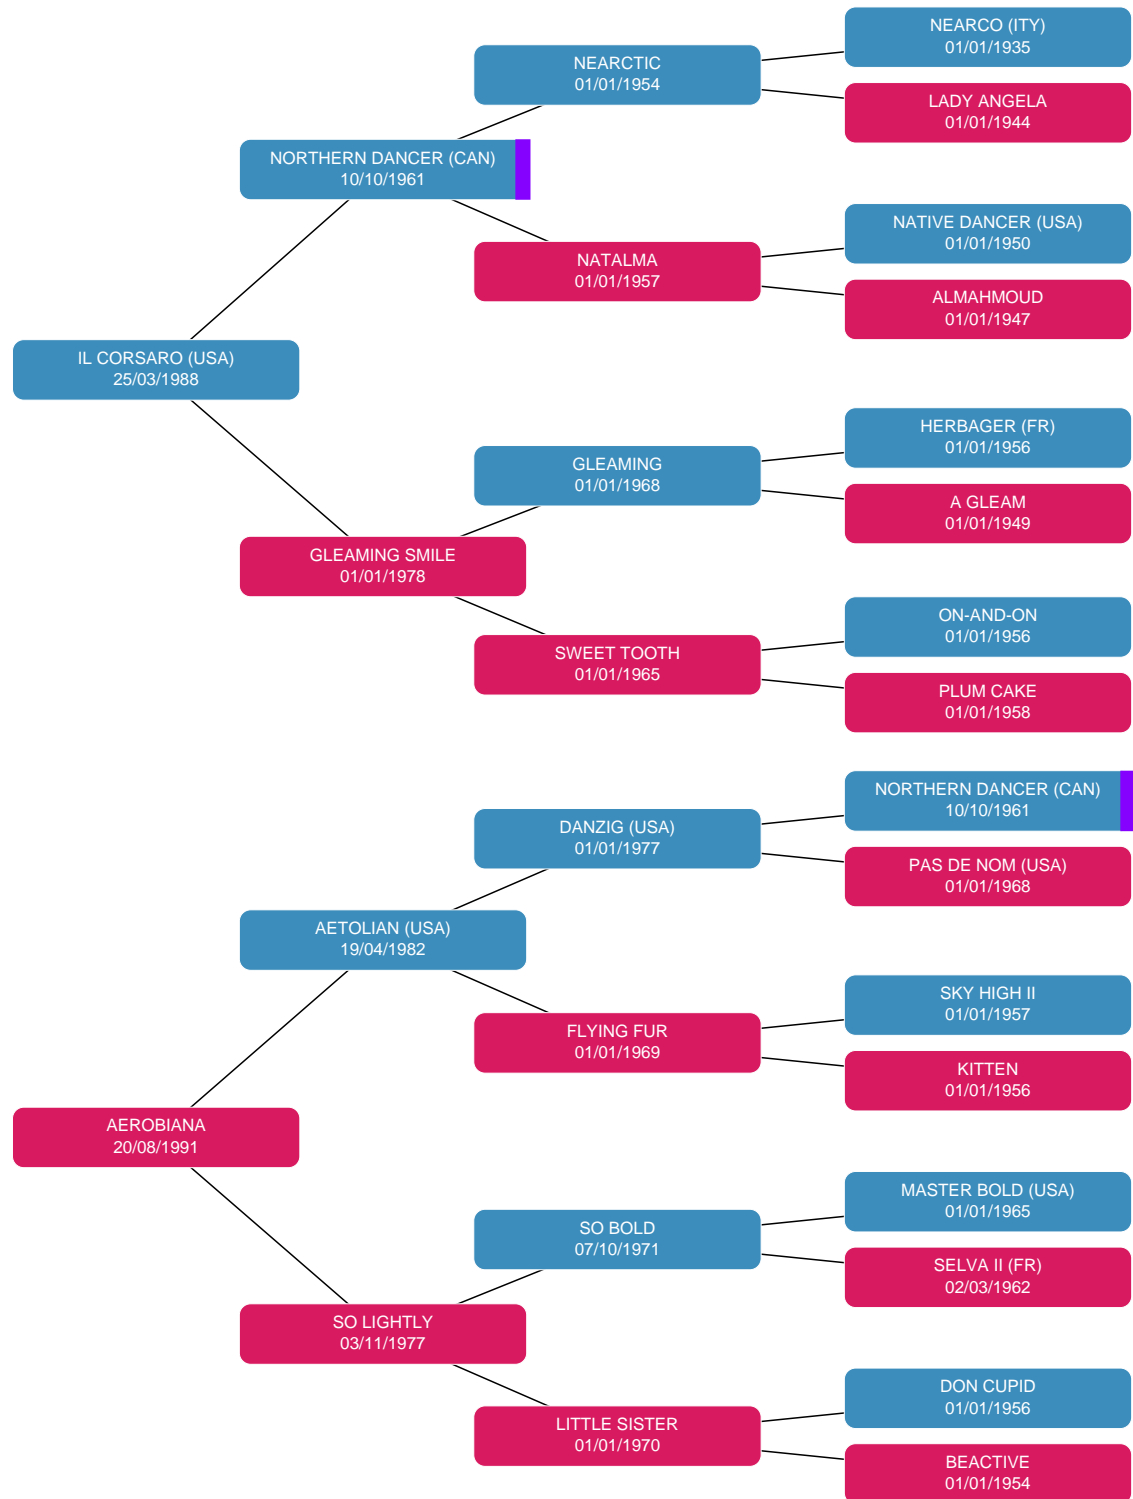 NEARCO (ITY)
01/01/1935
NEARCTIC
01/01/1954
LADY ANGELA
01/01/1944
NORTHERN DANCER (CAN)
10/10/1961
NATIVE DANCER (USA)
01/01/1950
NATALMA
01/01/1957
ALMAHMOUD
01/01/1947
IL CORSARO (USA)
25/03/1988
HERBAGER (FR)
01/01/1956
GLEAMING
01/01/1968
A GLEAM
01/01/1949
GLEAMING SMILE
01/01/1978
ON-AND-ON
01/01/1956
SWEET TOOTH
01/01/1965
PLUM CAKE
01/01/1958
NORTHERN DANCER (CAN)
10/10/1961
DANZIG (USA)
01/01/1977
PAS DE NOM (USA)
01/01/1968
AETOLIAN (USA)
19/04/1982
SKY HIGH II
01/01/1957
FLYING FUR
01/01/1969
KITTEN
01/01/1956
AEROBIANA
20/08/1991
MASTER BOLD (USA)
01/01/1965
SO BOLD
07/10/1971
SELVA II (FR)
02/03/1962
SO LIGHTLY
03/11/1977
DON CUPID
01/01/1956
LITTLE SISTER
01/01/1970
BEACTIVE
01/01/1954